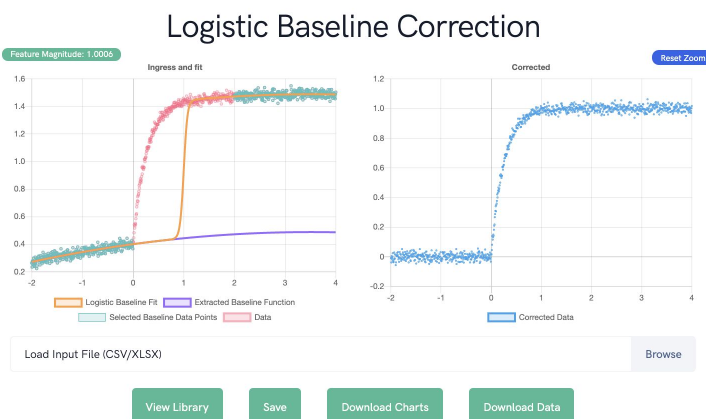 Logistic Baseline Correction
Feature Magnitude: 1.0006
Reset Zoom
Ingress and fit
1.6
1.4
1.2
1.0
0.8
0.6
0.4
0.2
-2 -1 0 1 2 3 4
Logistic Baseline Fit Extracted Baseline Function
Selected Baseline Data Points Data
Corrected
1.2
1.0
0.8
0.6
0.4
0.2
0
-0.2
-2 -1 0 1 2 3 4
Corrected Data
Load Input File (CSV/XLSX) Browse
View Library Save Download Charts Download Data